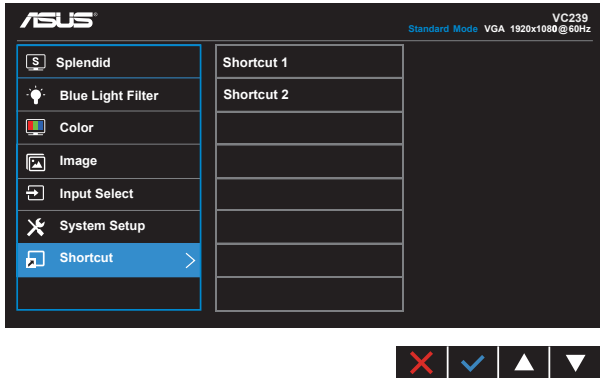 ASUS
VC239
Standard Mode VGA 1920x1080@60Hz
S Splendid
Blue Light Filter
Color
Image
Input Select
System Setup
Shortcut
Shortcut 1
Shortcut 2